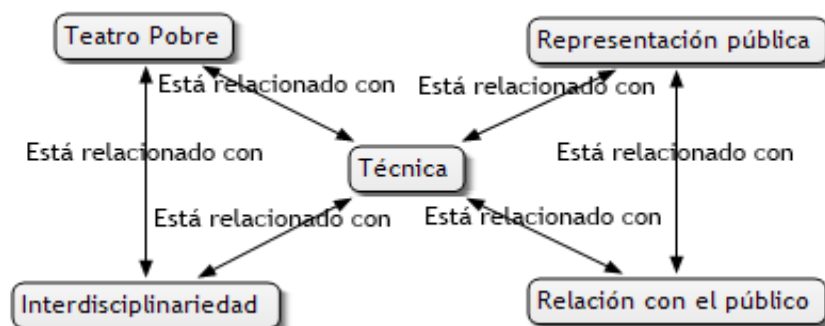 Teatro Pobre
Representación pública
Está relacionado con
Está relacionado con
Está relacionado con
Está relacionado con
Técnica
Está relacionado con
Está relacionado con
Interdisciplinariedad
Relación con el público